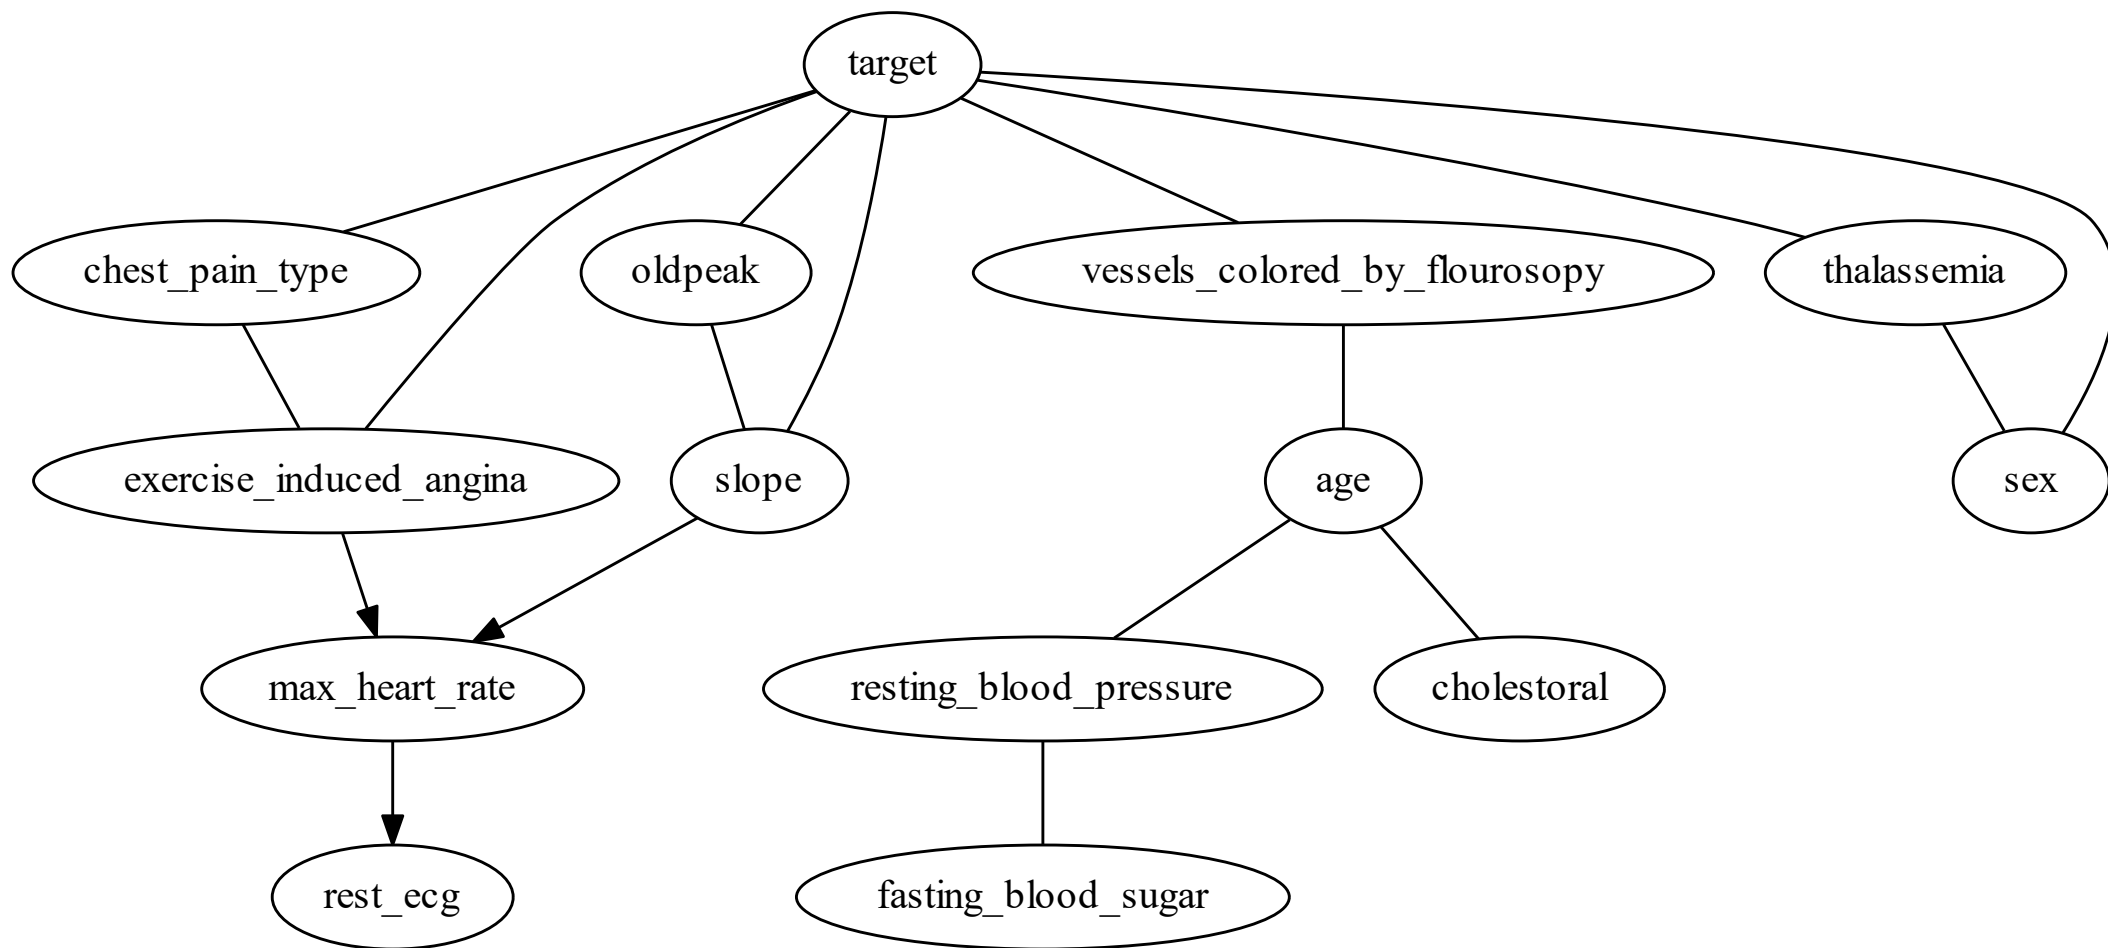 target
chest_pain_type
oldpeak
vessels_colored_by_flourosopy
thalassemia
exercise_induced_angina
slope
age
sex
max_heart_rate
resting_blood_pressure
cholestoral
rest_ecg
fasting_blood_sugar